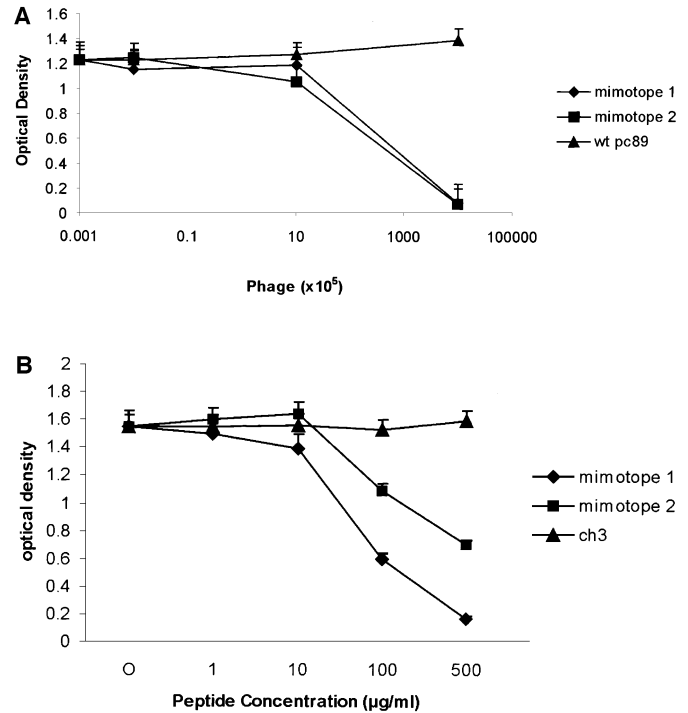 A
1.6
1.4
1.2
1
0.8
0.6
0.4
0.2
0
Optical Density
0.001 0.1 10 1000 100000
Phage (x10⁵)
mimotope 1
mimotope 2
wt pc89
B
2
1.8
1.6
1.4
1.2
1
0.8
0.6
0.4
0.2
0
optical density
O 1 10 100 500
Peptide Concentration (µg/ml)
mimotope 1
mimotope 2
ch3